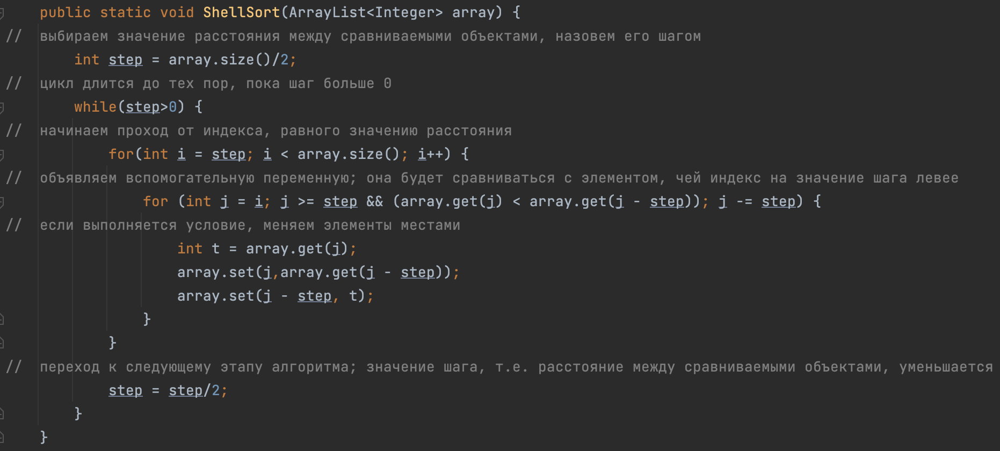 public static void ShellSort(ArrayList<Integer> array) {
// выбираем значение расстояния между сравниваемыми объектами, назовем его шагом
int step = array.size()/2;
// цикл длится до тех пор, пока шаг больше 0
while(step>0) {
// начинаем проход от индекса, равного значению расстояния
for(int i = step; i < array.size(); i++) {
// объявляем вспомогательную переменную; она будет сравниваться с элементом, чей индекс на значение шага левее
for (int j = i; j >= step && (array.get(j) < array.get(j - step)); j -= step) {
// если выполняется условие, меняем элементы местами
int t = array.get(j);
array.set(j,array.get(j - step));
array.set(j - step, t);
}
}
// переход к следующему этапу алгоритма; значение шага, т.е. расстояние между сравниваемыми объектами, уменьшается
step = step/2;
}
}